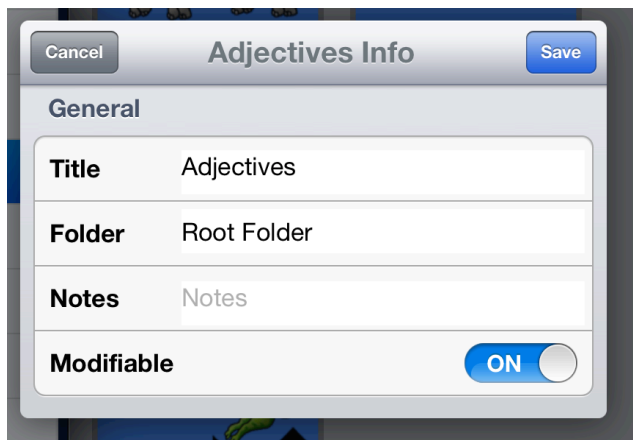 Cancel Adjectives Info Save
General
Title Adjectives
Folder Root Folder
Notes Notes
Modifiable ON